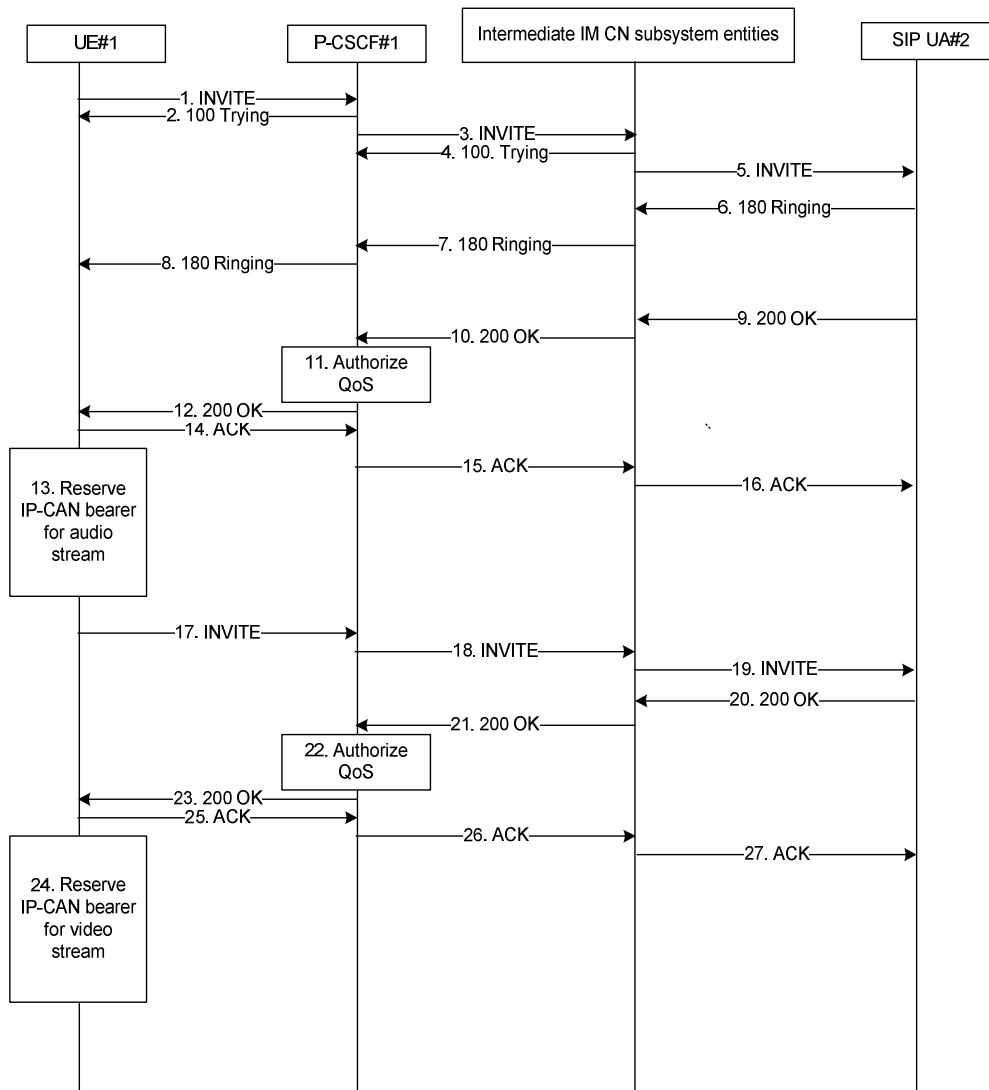 UE#1
P-CSCF#1
Intermediate IM CN subsystem entities
SIP UA#2
1. INVITE
2. 100 Trying
3. INVITE
4. 100. Trying
5. INVITE
6. 180 Ringing
7. 180 Ringing
8. 180 Ringing
9. 200 OK
10. 200 OK
11. Authorize
QoS
12. 200 OK
14. ACK
15. ACK
16. ACK
13. Reserve
IP-CAN bearer
for audio
stream
17. INVITE
18. INVITE
19. INVITE
20. 200 OK
21. 200 OK
22. Authorize
QoS
23. 200 OK
25. ACK
26. ACK
27. ACK
24. Reserve
IP-CAN bearer
for video
stream